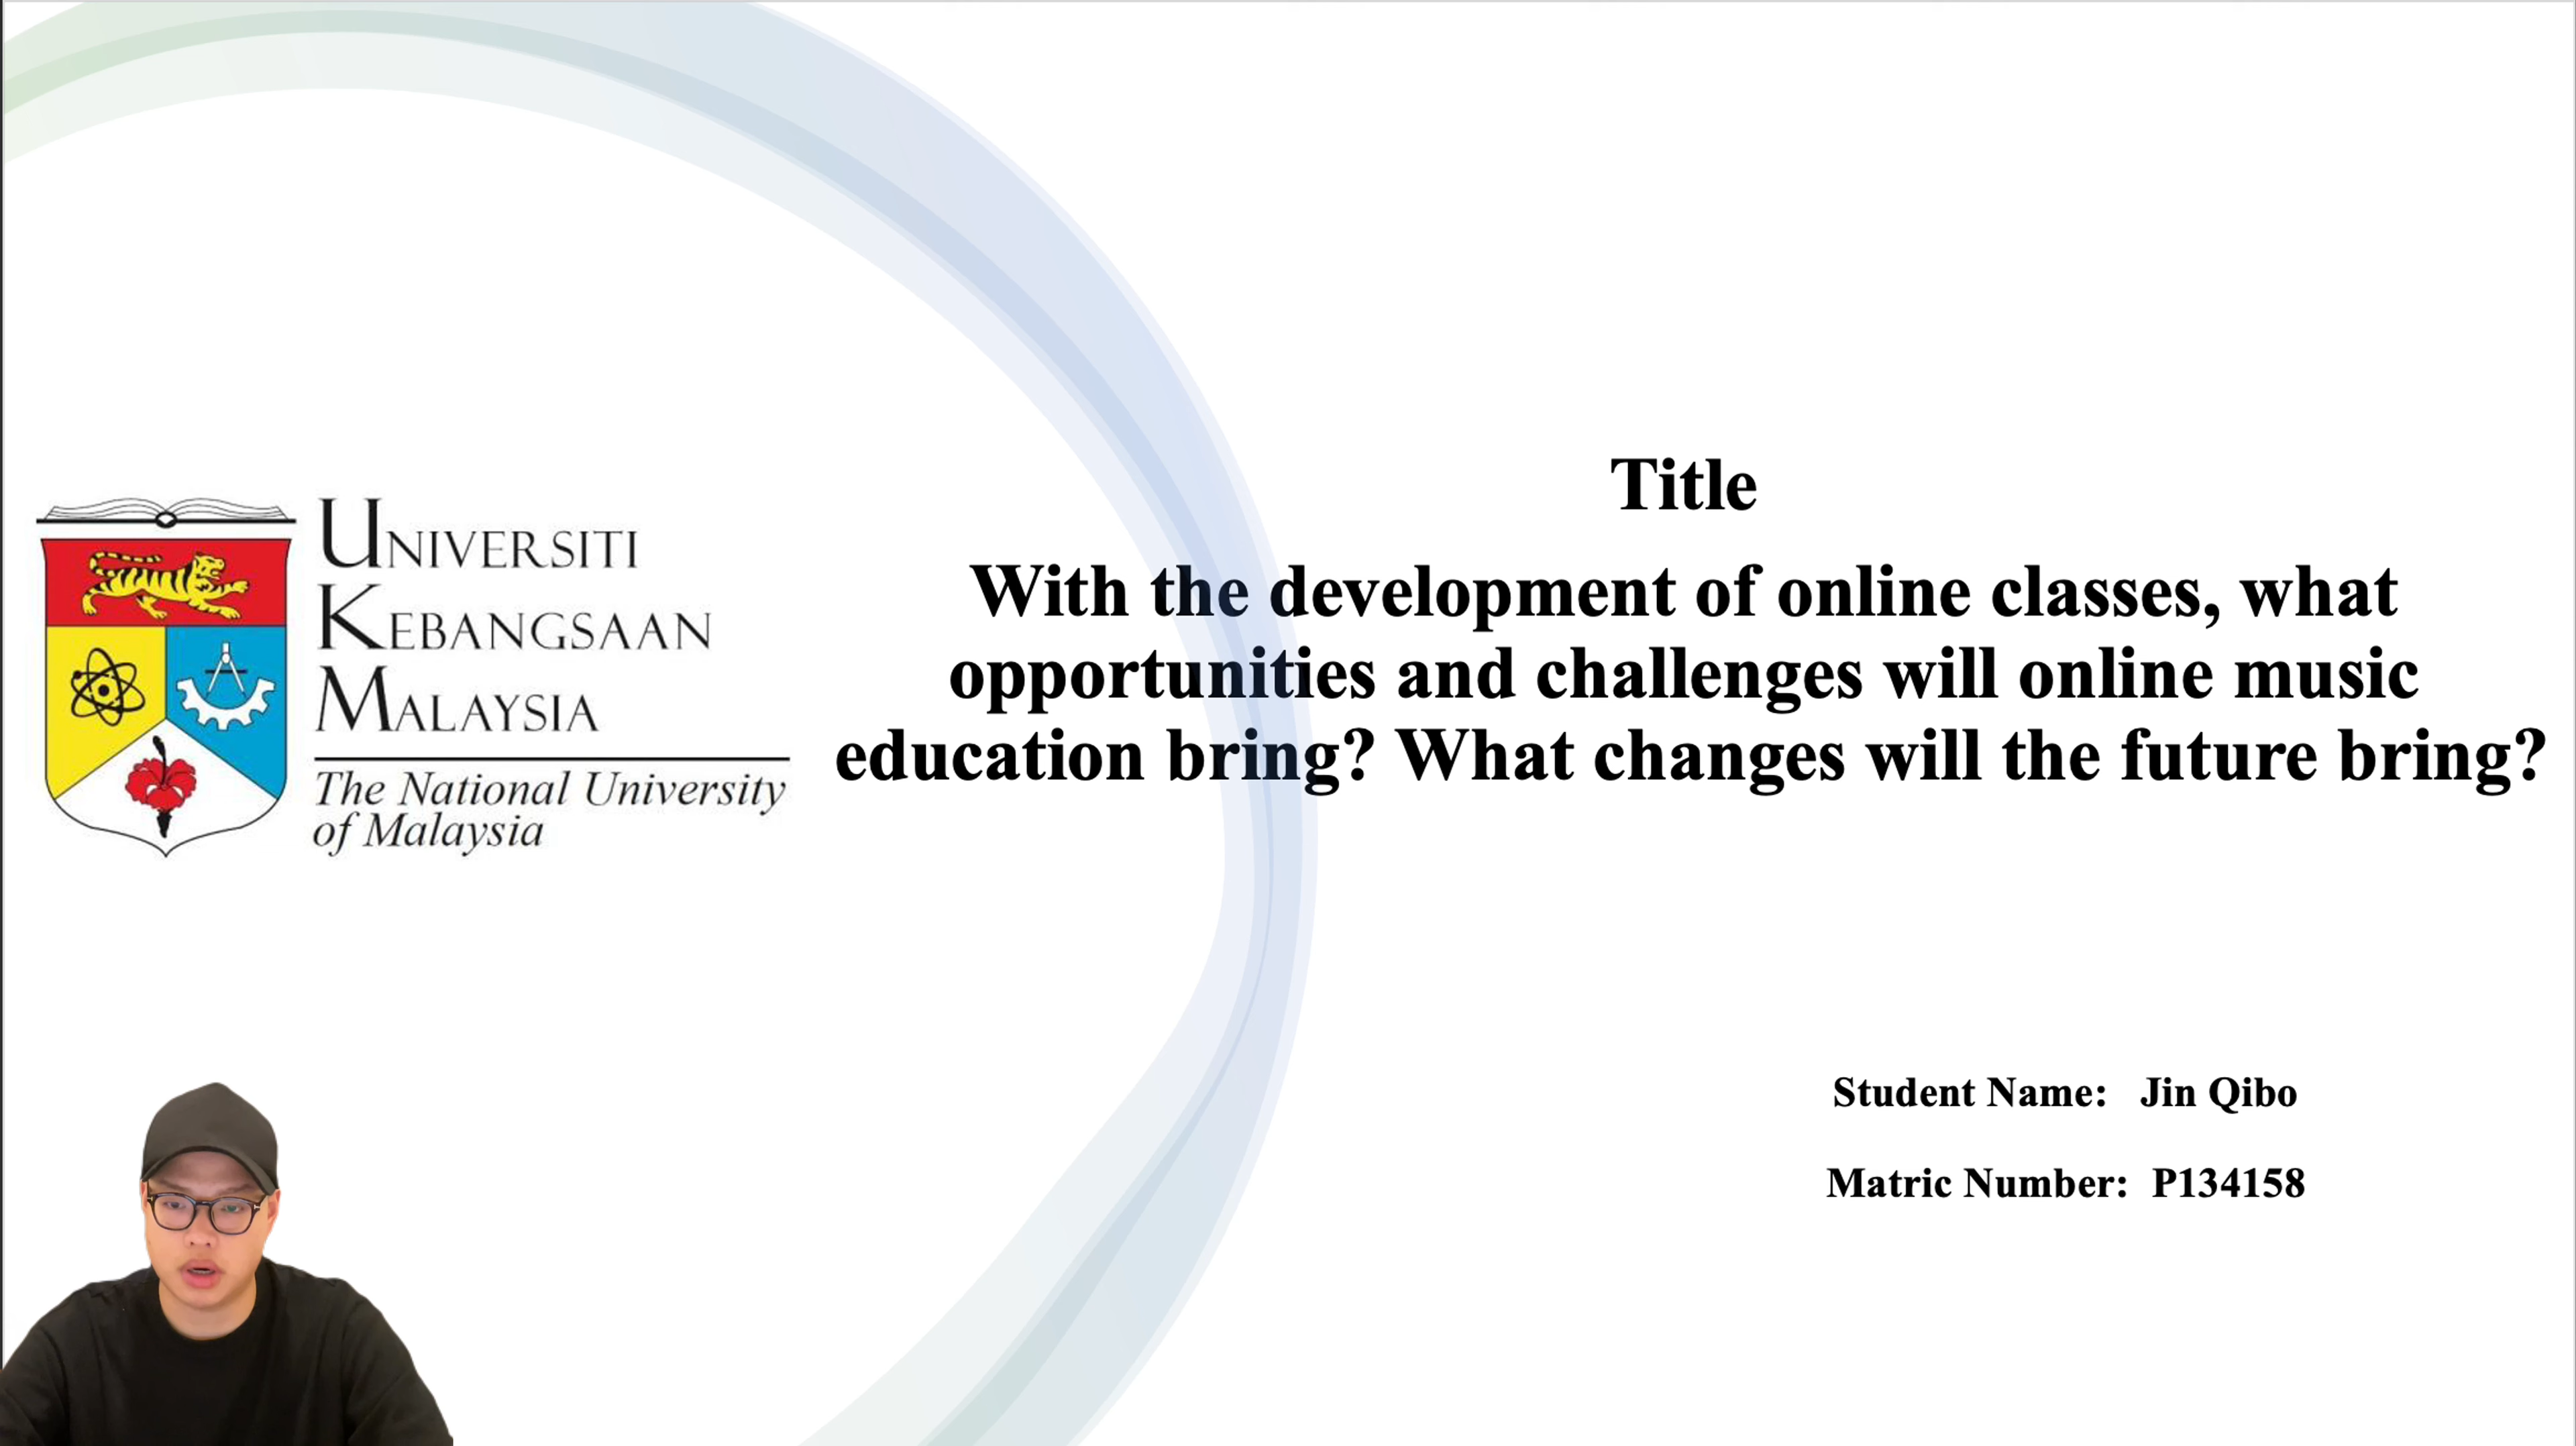 UNIVERSITI
KEBANGSAAN
MALAYSIA
The National University
of Malaysia
Title
With the development of online classes, what
opportunities and challenges will online music
education bring? What changes will the future bring?
Student Name: Jin Qibo
Matric Number: P134158